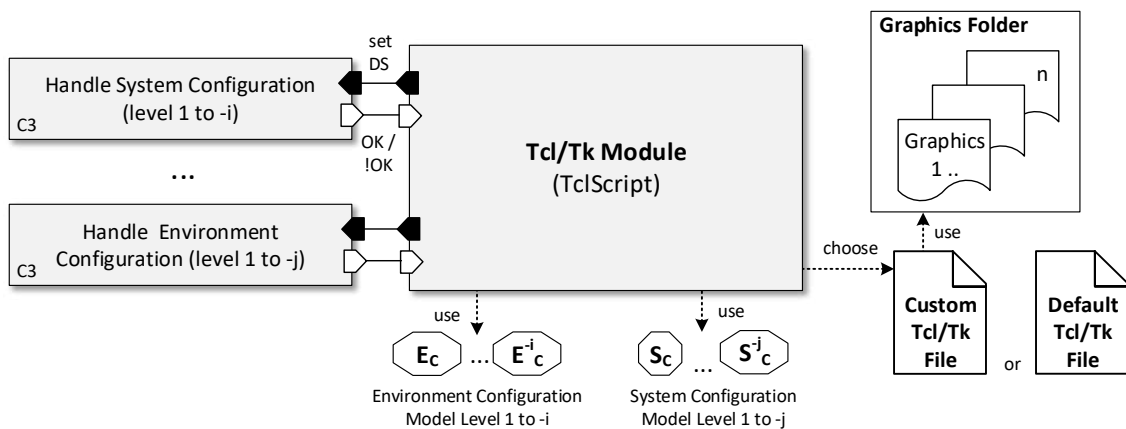 Handle System Configuration
(level 1 to -i)
C3
...
Handle  Environment
Configuration (level 1 to -j)
C3
set
DS
OK /
!OK
Tcl/Tk Module
(TclScript)
Graphics Folder
n
Graphics
1 ..
use
choose
Custom
Tcl/Tk
File
or
Default
Tcl/Tk
File
use
E_C ... E^-i_C
Environment Configuration
Model Level 1 to -i
use
S_C ... S^-j_C
System Configuration
Model Level 1 to -j